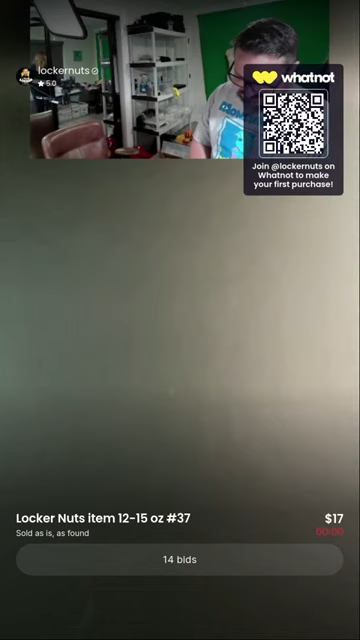 lockernuts
5.0
whatnot
Join @lockernuts on
Whatnot to make
your first purchase!
Locker Nuts item 12-15 oz #37
$17
Sold as is, as found
00:00
14 bids